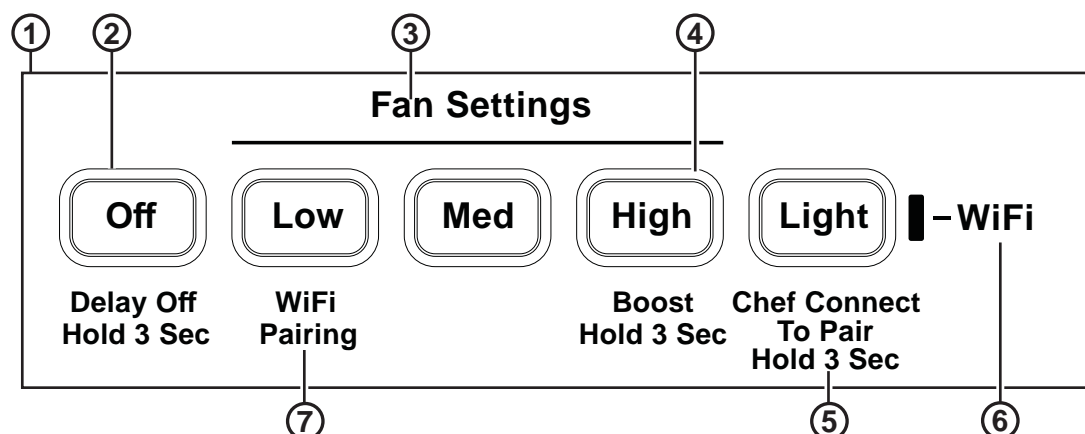 1 2 3 4
Fan Settings
Off Low Med High Light WiFi
Delay Off WiFi Boost Chef Connect
Hold 3 Sec Pairing Hold 3 Sec To Pair
Hold 3 Sec
7 5 6